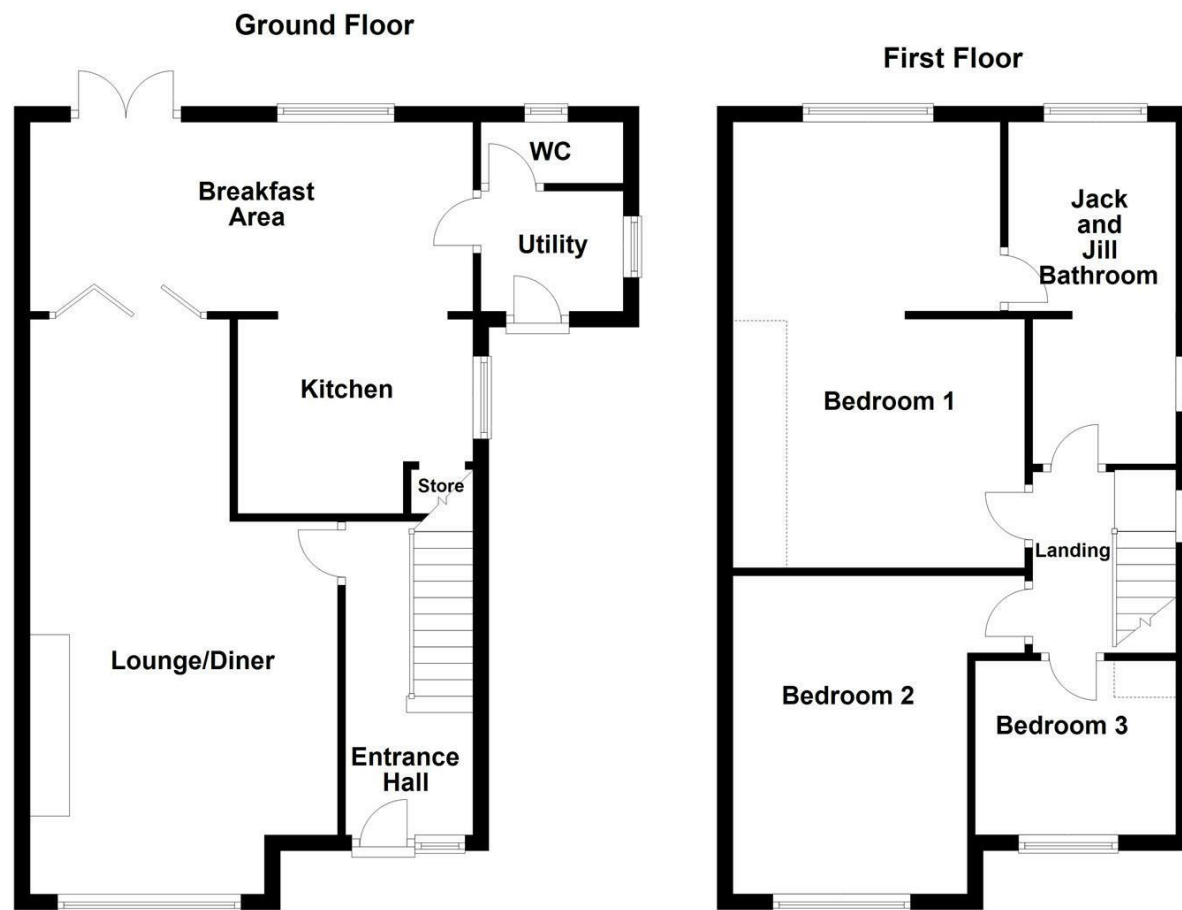 Ground Floor
Breakfast
Area
WC
Utility
Kitchen
Store
Lounge/Diner
Entrance
Hall
First Floor
Jack
and
Jill
Bathroom
Bedroom 1
Landing
Bedroom 2
Bedroom 3